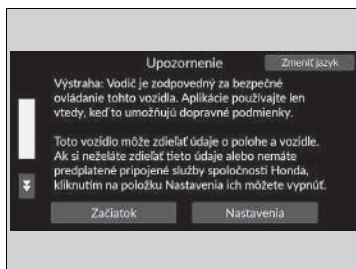 Upozornenie
Zmeniť jazyk
Výstraha: Vodič je zodpovedný za bezpečné
ovládanie tohto vozidla. Aplikácie používajte len
vtedy, keď to umožňujú dopravné podmienky.
Toto vozidlo môže zdieľať údaje o polohe a vozidle.
Ak si neželáte zdieľať tieto údaje alebo nemáte
predplatené pripojené služby spoločnosti Honda,
kliknutím na položku Nastavenia ich môžete vypnúť.
Začiatok
Nastavenia